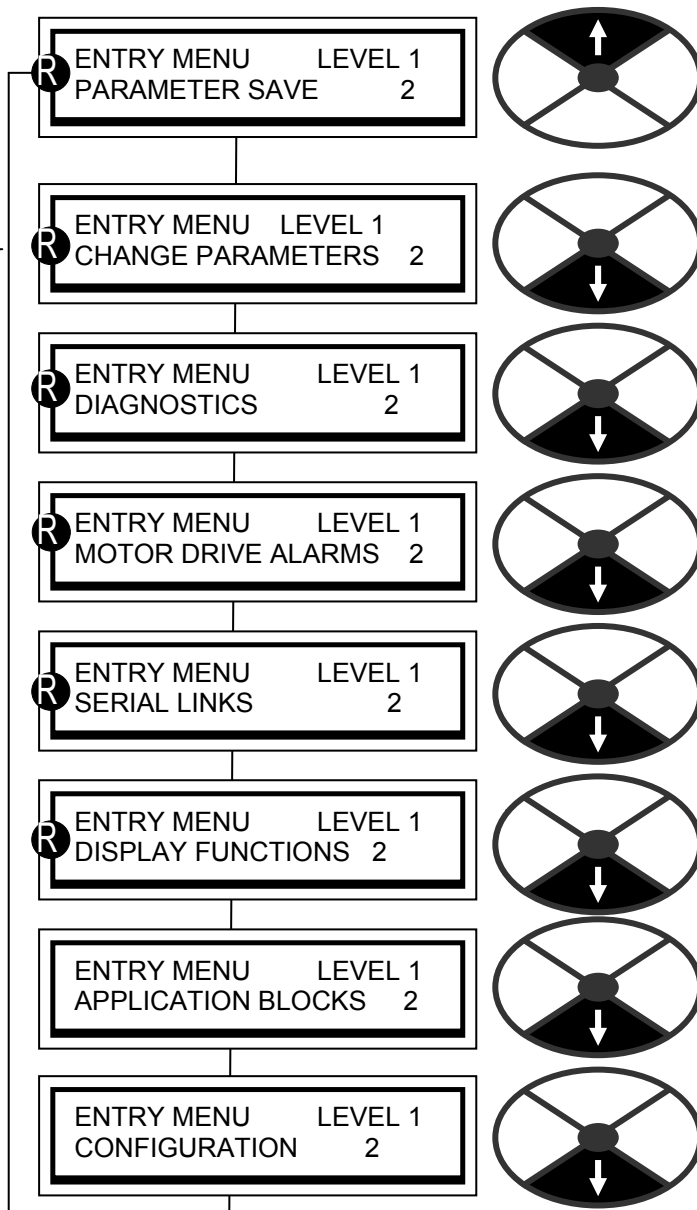 R ENTRY MENU LEVEL 1
PARAMETER SAVE 2
R ENTRY MENU LEVEL 1
CHANGE PARAMETERS 2
R ENTRY MENU LEVEL 1
DIAGNOSTICS 2
R ENTRY MENU LEVEL 1
MOTOR DRIVE ALARMS 2
R ENTRY MENU LEVEL 1
SERIAL LINKS 2
R ENTRY MENU LEVEL 1
DISPLAY FUNCTIONS 2
ENTRY MENU LEVEL 1
APPLICATION BLOCKS 2
ENTRY MENU LEVEL 1
CONFIGURATION 2